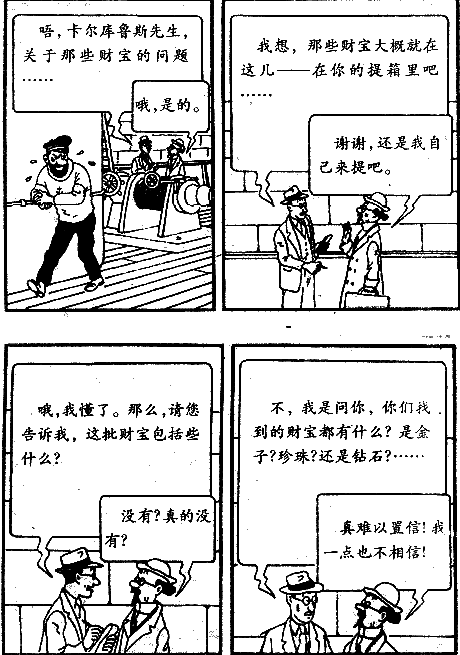 唔，卡尔库鲁斯先生，
关于那些财宝的问题
……
哦，是的。
我想，那些财宝大概就在
这儿——在你的提箱里吧
……
谢谢，还是我自
己来提吧。
哦，我懂了。那么，请您
告诉我，这批财宝包括些
什么？
没有？真的没
有？
不，我是问你，你们找
到的财宝都有什么？是金
子？珍珠？还是钻石？……
真难以置信！我
一点也不相信！